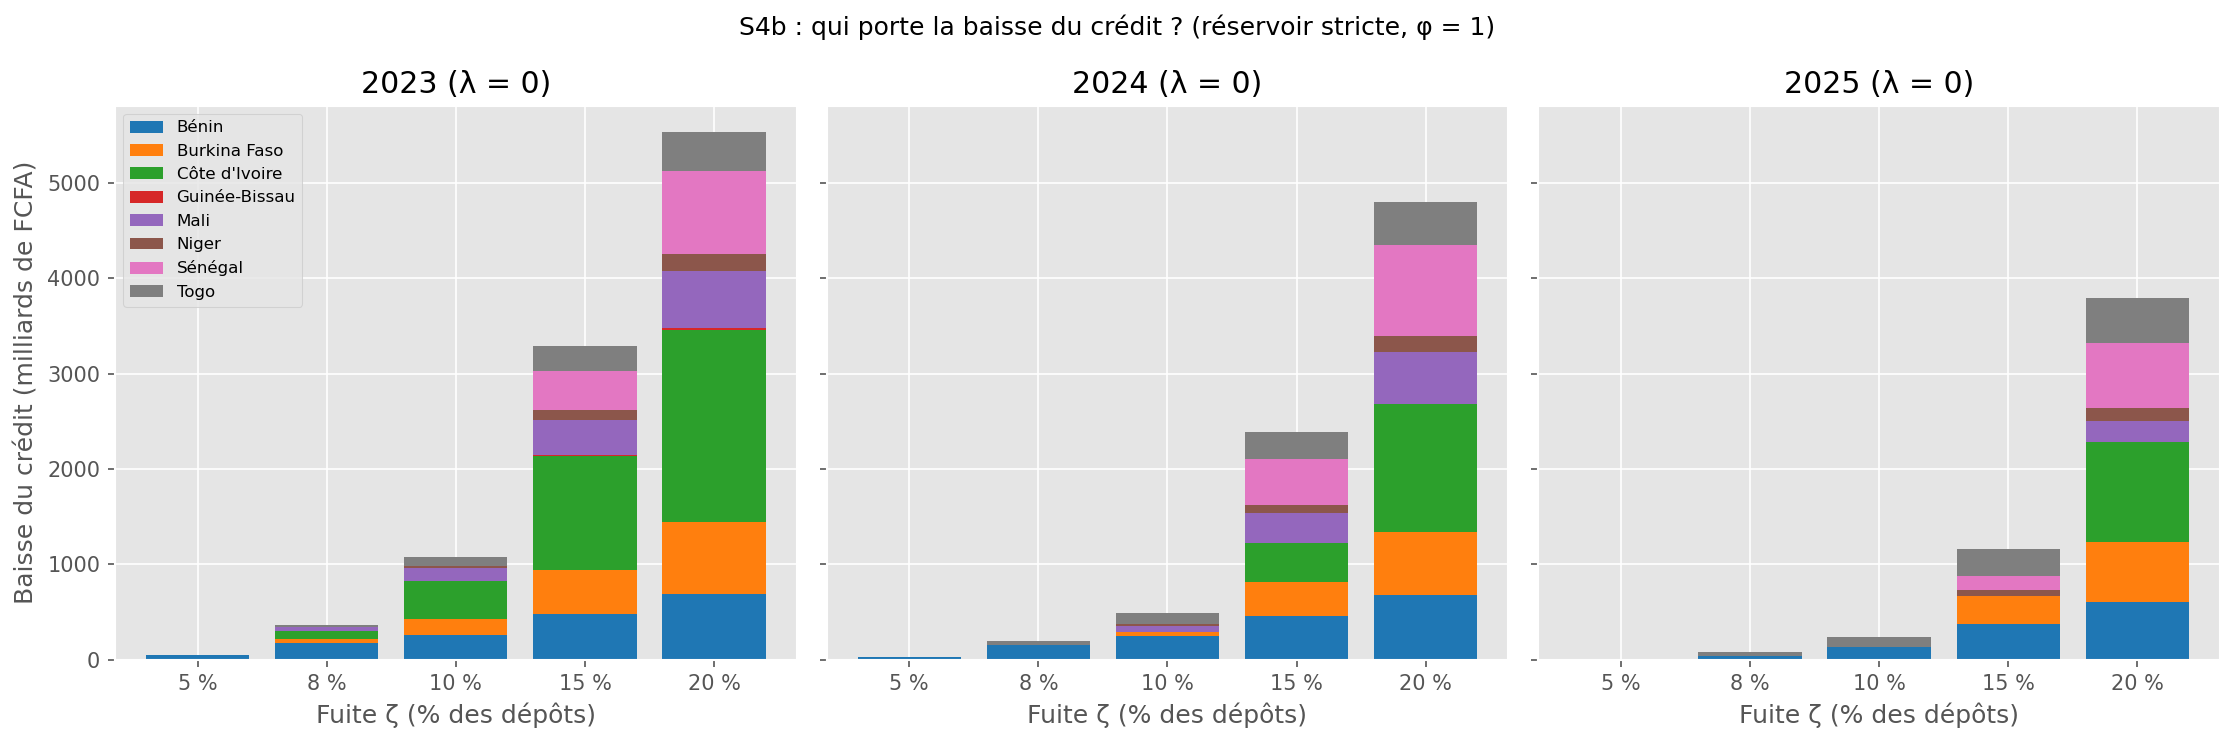 S4b : qui porte la baisse du crédit ? (réservoir stricte, φ = 1)
2023 (λ = 0)
2024 (λ = 0)
2025 (λ = 0)
Baisse du crédit (milliards de FCFA)
5000
4000
3000
2000
1000
0
Bénin
Burkina Faso
Côte d'Ivoire
Guinée-Bissau
Mali
Niger
Sénégal
Togo
5 %
8 %
10 %
15 %
20 %
Fuite ζ (% des dépôts)
5 %
8 %
10 %
15 %
20 %
Fuite ζ (% des dépôts)
5 %
8 %
10 %
15 %
20 %
Fuite ζ (% des dépôts)